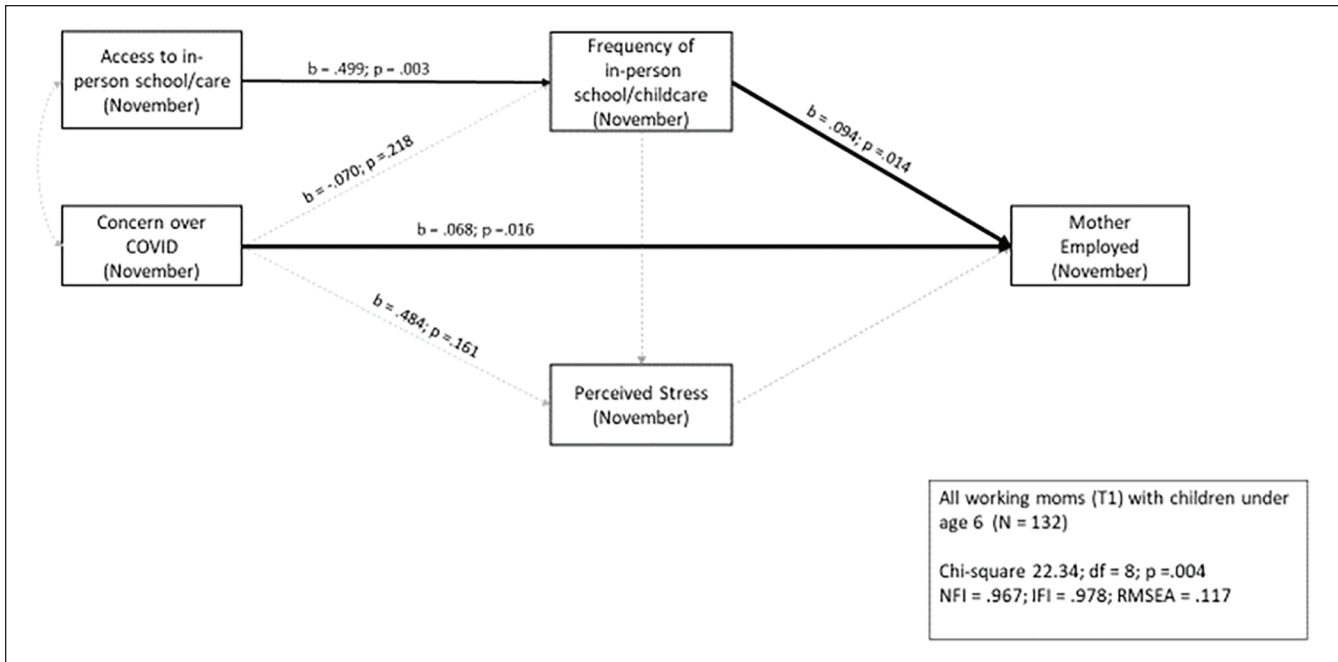 Access to in-
person school/care
(November)
b = .499; p = .003
Frequency of
in-person
school/childcare
(November)
b = -.070; p =.218
b = .094; p =.014
Concern over
COVID
(November)
b = .068; p =.016
Mother
Employed
(November)
b = .484; p =.161
Perceived Stress
(November)
All working moms (T1) with children under
age 6 (N = 132)
Chi-square 22.34; df = 8; p =.004
NFI = .967; IFI = .978; RMSEA = .117